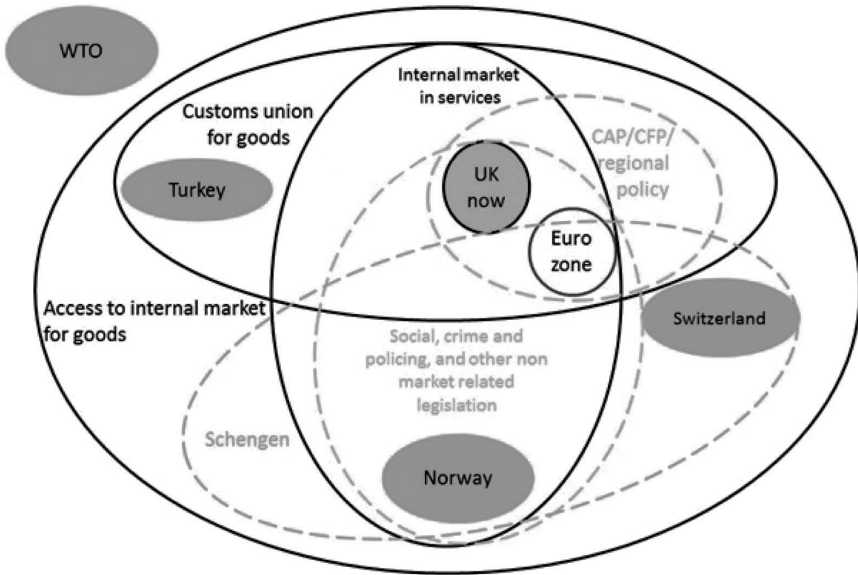 WTO
Internal market
in services
Customs union
for goods
CAP/CFP/
regional
policy
Turkey
UK
now
Euro
zone
Access to internal market
for goods
Switzerland
Social, crime and
policing, and other non
market related
legislation
Schengen
Norway